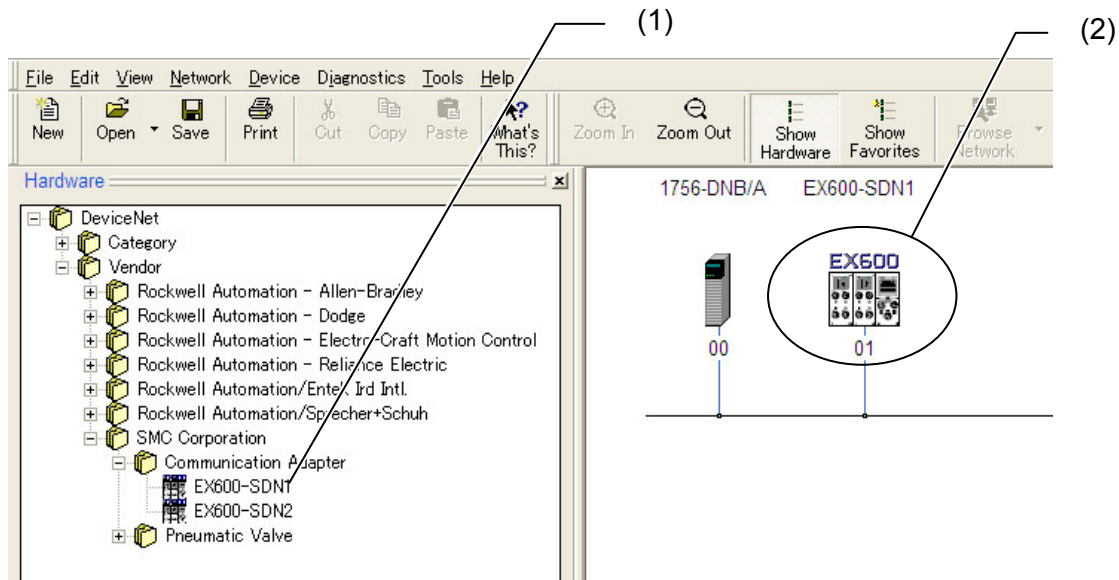 (1)
(2)
File Edit View Network Device Diagnostics Tools Help
New Open Save Print Cut Copy Paste What's This? Zoom In Zoom Out Show Hardware Show Favorites Browse Network
Hardware
1756-DNB/A EX600-SDN1
DeviceNet
Category
Vendor
Rockwell Automation - Allen-Bradley
Rockwell Automation - Dodge
Rockwell Automation - Electro-Craft Motion Control
Rockwell Automation - Reliance Electric
Rockwell Automation/Entek Ird Intl.
Rockwell Automation/Sprecher+Schuh
SMC Corporation
Communication Adapter
EX600-SDN1
EX600-SDN2
Pneumatic Valve
EX600
00
01